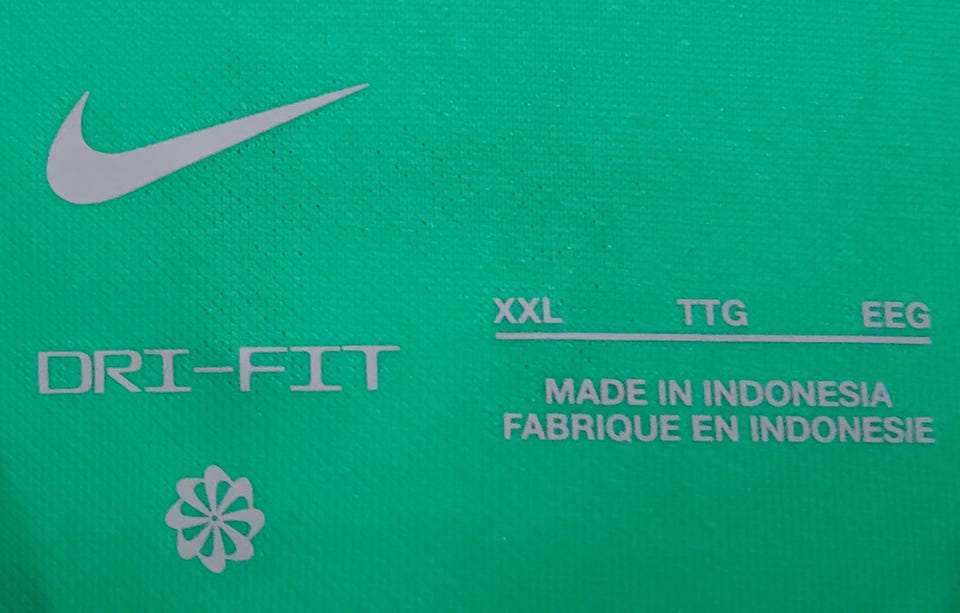 XXL TTG EEG
DRI-FIT
MADE IN INDONESIA
FABRIQUE EN INDONESIE